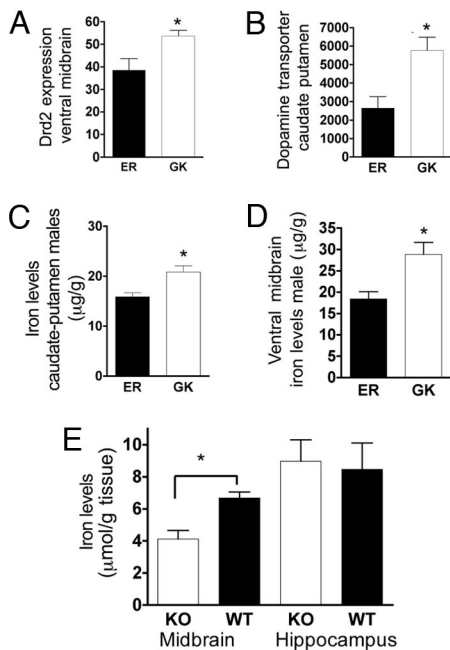 A
Drd2 expression
ventral midbrain
60
50
40
30
20
10
0
*
ER GK
B
Dopamine transporter
caudate putamen
8000
7000
6000
5000
4000
3000
2000
1000
0
*
ER GK
C
Iron levels
caudate-putamen males
(µg/g)
30
20
10
0
*
ER GK
D
Ventral midbrain
iron levels male (µg/g)
35
30
25
20
15
10
5
0
*
ER GK
E
Iron levels
(µmol/g tissue)
10
8
6
4
2
0
*
KO WT KO WT
Midbrain Hippocampus